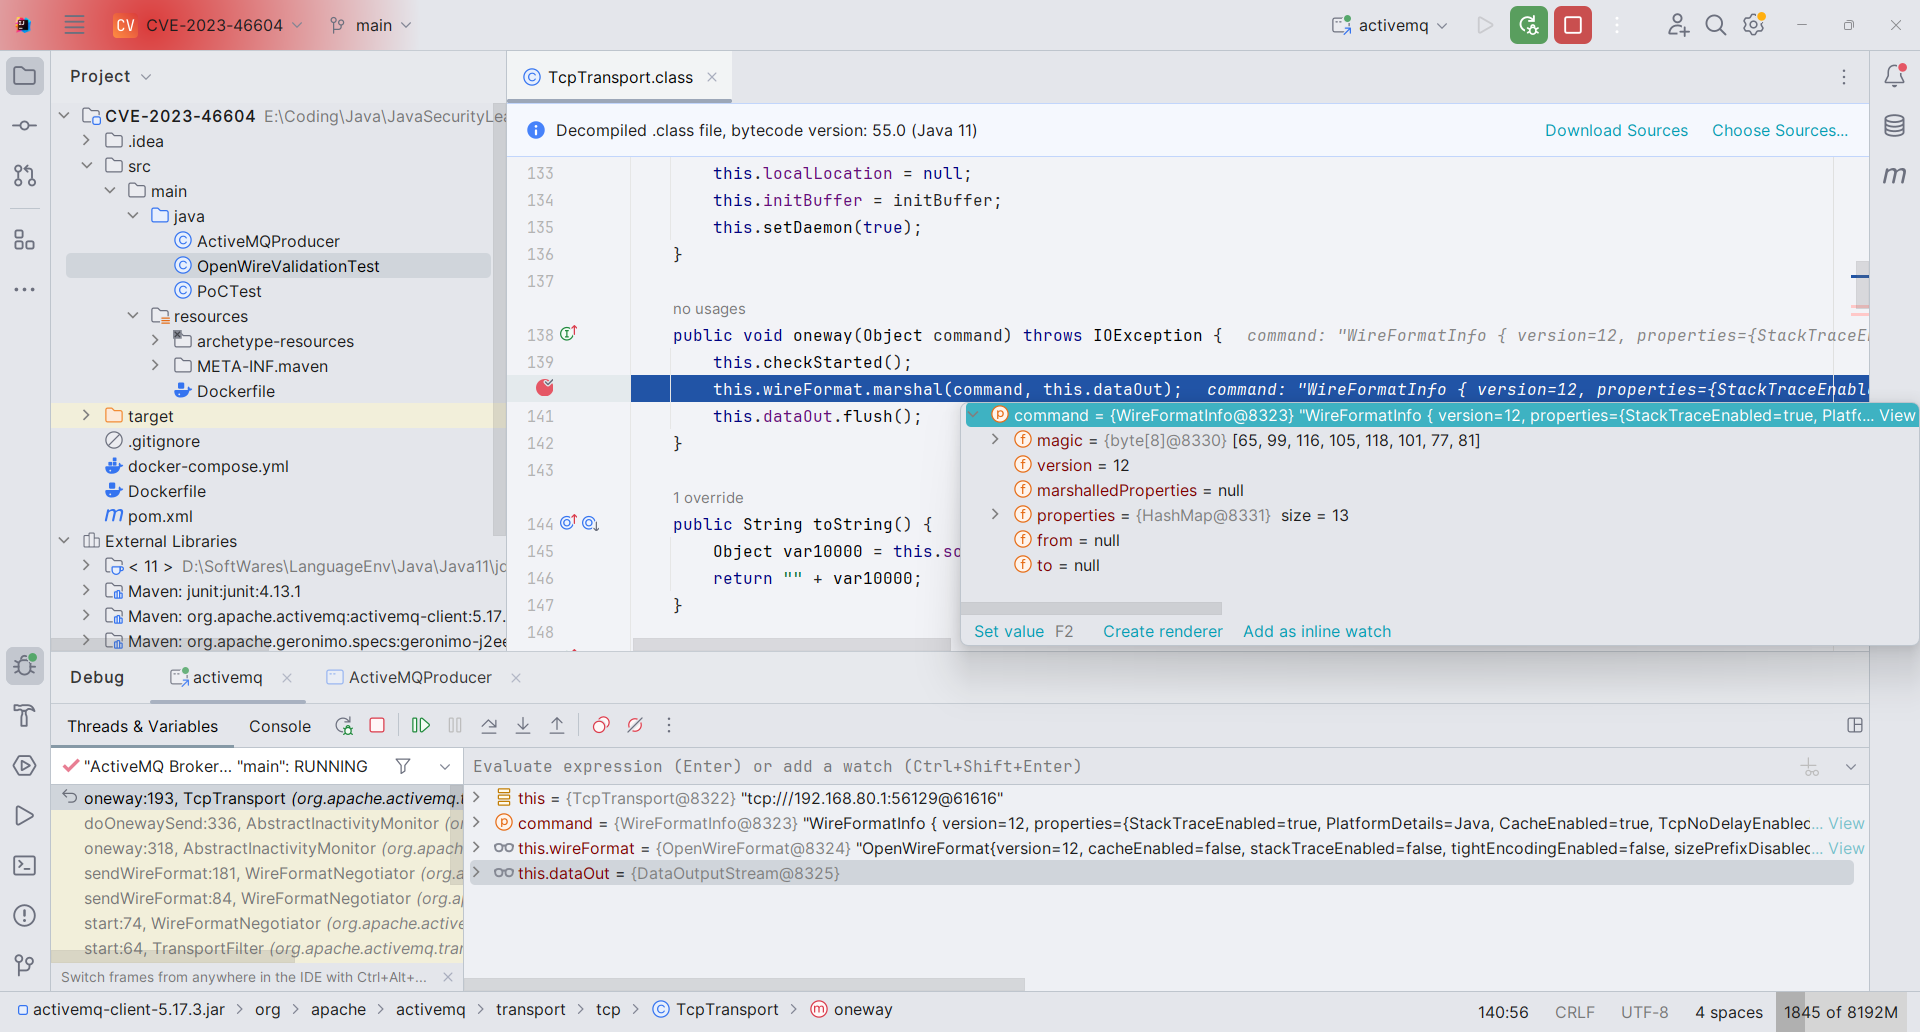 CV CVE-2023-46604 main activemq
Project
TcpTransport.class
CVE-2023-46604 E:\Coding\Java\JavaSecurityLea
.idea
src
main
java
ActiveMQProducer
OpenWireValidationTest
PoCTest
resources
archetype-resources
META-INF.maven
Dockerfile
target
.gitignore
docker-compose.yml
Dockerfile
m pom.xml
External Libraries
< 11 > D:\SoftWares\LanguageEnv\Java\Java11\jd
Maven: junit:junit:4.13.1
Maven: org.apache.activemq:activemq-client:5.17.
Maven: org.apache.geronimo.specs:geronimo-j2ee
Decompiled .class file, bytecode version: 55.0 (Java 11) Download Sources Choose Sources...
m
133 this.localLocation = null;
134 this.initBuffer = initBuffer;
135 this.setDaemon(true);
136 }
137
no usages
138 public void oneway(Object command) throws IOException { command: "WireFormatInfo { version=12, properties={StackTraceE
139 this.checkStarted();
this.wireFormat.marshal(command, this.dataOut); command: "WireFormatInfo { version=12, properties={StackTraceEnabl
141 this.dataOut.flush();
142 }
143
1 override
144 public String toString() {
145 Object var10000 = this.so
146 return "" + var10000;
147 }
148
command = {WireFormatInfo@8323} "WireFormatInfo { version=12, properties={StackTraceEnabled=true, Platf... View
magic = {byte[8]@8330} [65, 99, 116, 105, 118, 101, 77, 81]
version = 12
marshalledProperties = null
properties = {HashMap@8331} size = 13
from = null
to = null
Set value F2 Create renderer Add as inline watch
Debug activemq ActiveMQProducer
Threads & Variables Console
"ActiveMQ Broker... "main": RUNNING
Evaluate expression (Enter) or add a watch (Ctrl+Shift+Enter)
oneway:193, TcpTransport (org.apache.activemq.t
doOnewaySend:336, AbstractInactivityMonitor (or
oneway:318, AbstractInactivityMonitor (org.apach
sendWireFormat:181, WireFormatNegotiator (org.a
sendWireFormat:84, WireFormatNegotiator (org.ap
start:74, WireFormatNegotiator (org.apache.active
start:64, TransportFilter (org.apache.activemq.trar
Switch frames from anywhere in the IDE with Ctrl+Alt+...
this = {TcpTransport@8322} "tcp:///192.168.80.1:56129@61616"
command = {WireFormatInfo@8323} "WireFormatInfo { version=12, properties={StackTraceEnabled=true, PlatformDetails=Java, CacheEnabled=true, TcpNoDelayEnabled... View
this.wireFormat = {OpenWireFormat@8324} "OpenWireFormat{version=12, cacheEnabled=false, stackTraceEnabled=false, tightEncodingEnabled=false, sizePrefixDisabled... View
this.dataOut = {DataOutputStream@8325}
activemq-client-5.17.3.jar > org > apache > activemq > transport > tcp > TcpTransport > oneway
140:56 CRLF UTF-8 4 spaces 1845 of 8192M